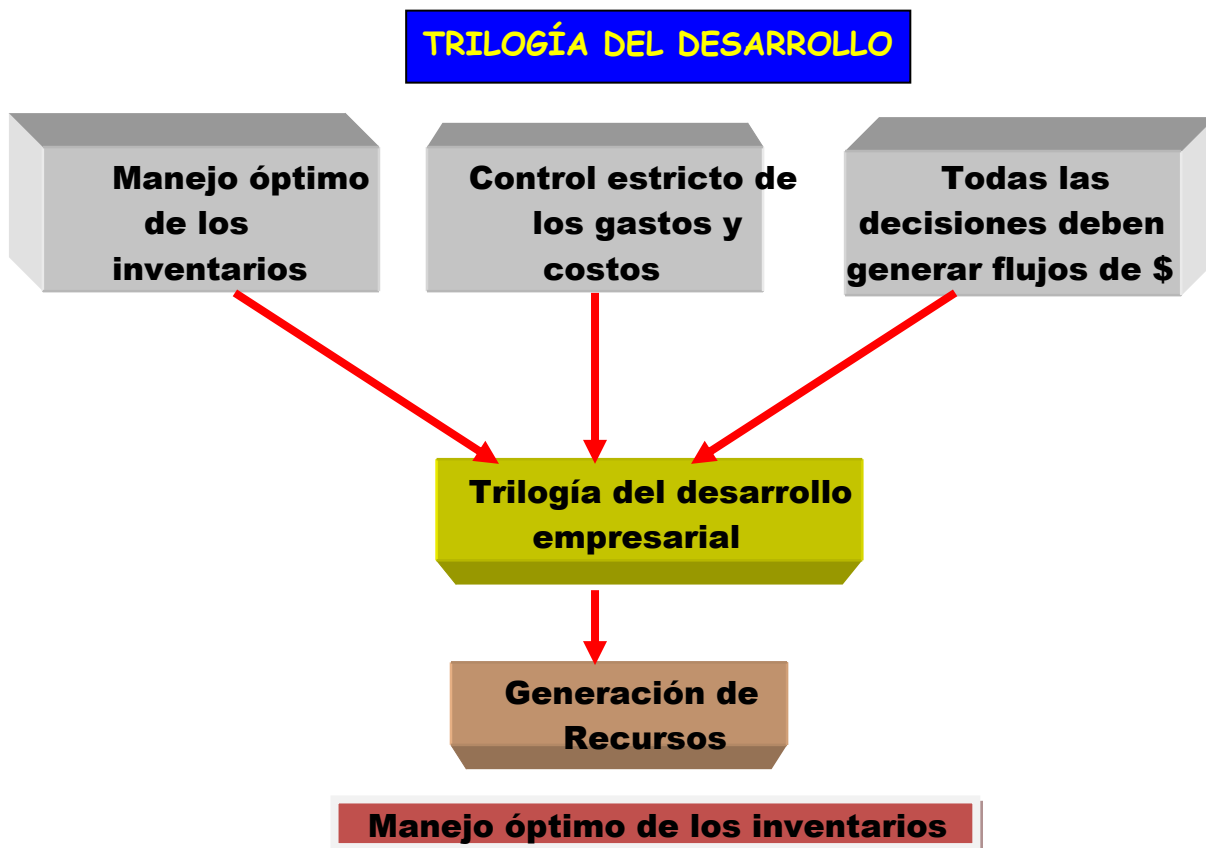 TRILOGÍA DEL DESARROLLO
Manejo óptimo
de los
inventarios
Control estricto de
los gastos y
costos
Todas las
decisiones deben
generar flujos de $
Trilogía del desarrollo
empresarial
Generación de
Recursos
Manejo óptimo de los inventarios